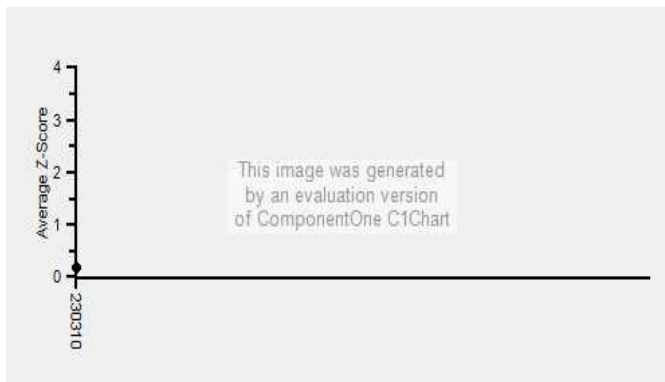 4
3
2
1
0
Average Z-Score
This image was generated
by an evaluation version
of ComponentOne C1Chart
230310